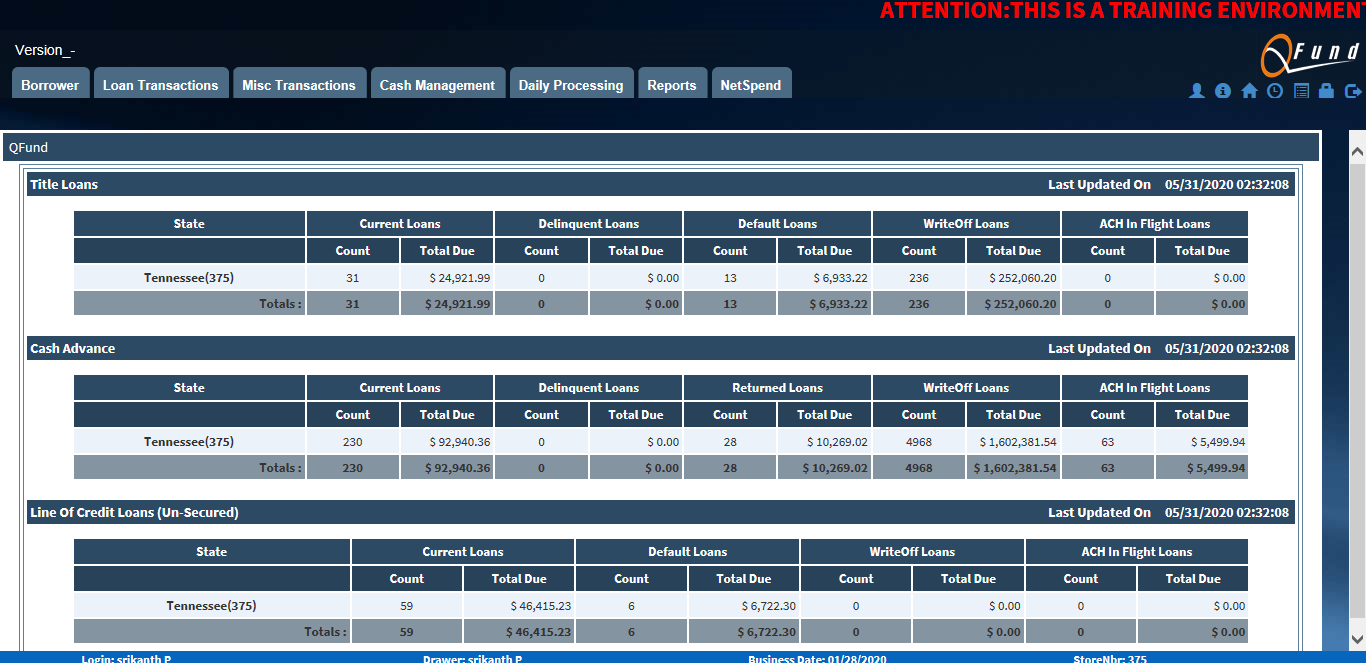 ATTENTION:THIS IS A TRAINING ENVIRONMENT
Version_-
QFund
Borrower Loan Transactions Misc Transactions Cash Management Daily Processing Reports NetSpend
QFund
Title Loans Last Updated On 05/31/2020 02:32:08
State Current Loans Delinquent Loans Default Loans WriteOff Loans ACH In Flight Loans
Count Total Due Count Total Due Count Total Due Count Total Due Count Total Due
Tennessee(375) 31 $ 24,921.99 0 $ 0.00 13 $ 6,933.22 236 $ 252,060.20 0 $ 0.00
Totals : 31 $ 24,921.99 0 $ 0.00 13 $ 6,933.22 236 $ 252,060.20 0 $ 0.00
Cash Advance Last Updated On 05/31/2020 02:32:08
State Current Loans Delinquent Loans Returned Loans WriteOff Loans ACH In Flight Loans
Count Total Due Count Total Due Count Total Due Count Total Due Count Total Due
Tennessee(375) 230 $ 92,940.36 0 $ 0.00 28 $ 10,269.02 4968 $ 1,602,381.54 63 $ 5,499.94
Totals : 230 $ 92,940.36 0 $ 0.00 28 $ 10,269.02 4968 $ 1,602,381.54 63 $ 5,499.94
Line Of Credit Loans (Un-Secured) Last Updated On 05/31/2020 02:32:08
State Current Loans Default Loans WriteOff Loans ACH In Flight Loans
Count Total Due Count Total Due Count Total Due Count Total Due
Tennessee(375) 59 $ 46,415.23 6 $ 6,722.30 0 $ 0.00 0 $ 0.00
Totals : 59 $ 46,415.23 6 $ 6,722.30 0 $ 0.00 0 $ 0.00
Login: srikanth P Drawer: srikanth P Business Date: 01/28/2020 StoreNbr: 375